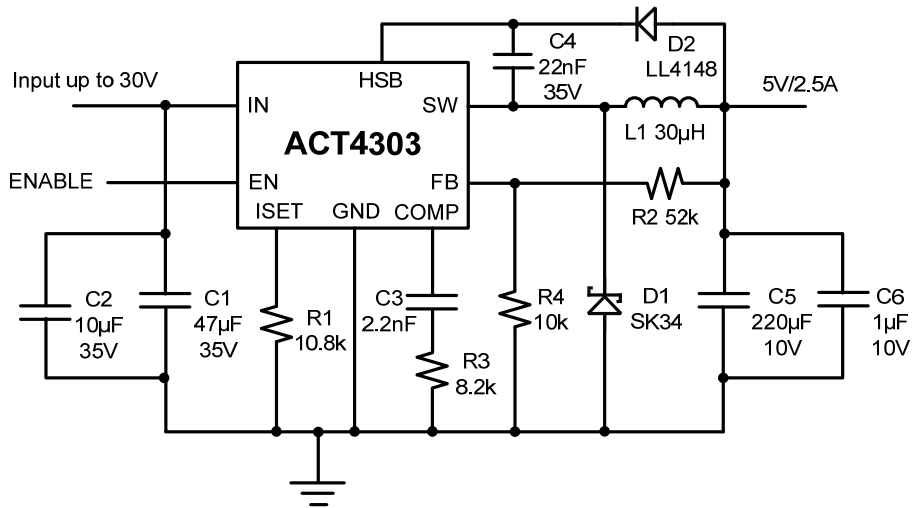 C4
22nF
35V
D2
LL4148
Input up to 30V
HSB
5V/2.5A
IN
SW
L1 30μH
ACT4303
ENABLE
EN
FB
R2 52k
ISET
GND
COMP
C2
10μF
35V
C1
47μF
35V
R1
10.8k
C3
2.2nF
R3
8.2k
R4
10k
D1
SK34
C5
220μF
10V
C6
1μF
10V